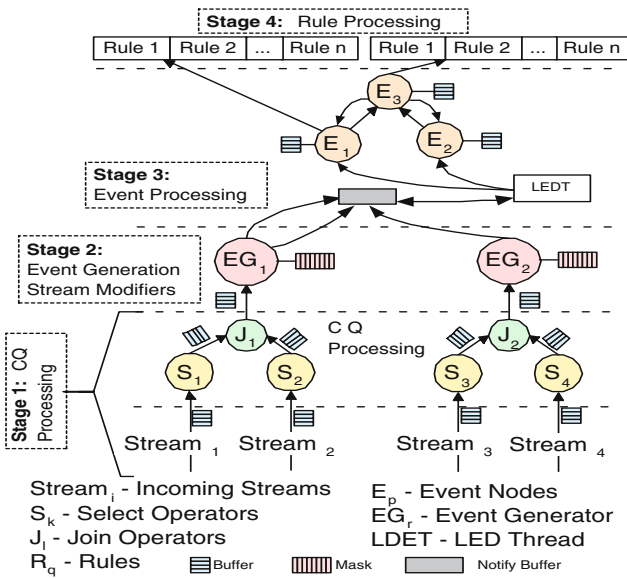 Stage 4: Rule Processing
Rule 1 Rule 2 ... Rule n Rule 1 Rule 2 ... Rule n
E3
E1
E2
Stage 3:
Event Processing
LEDT
Stage 2:
Event Generation
Stream Modifiers
EG1
EG2
Stage 1: CQ
Processing
J1
C Q
Processing
J2
S1
S2
S3
S4
Stream 1
Stream 2
Stream 3
Stream 4
Streami - Incoming Streams
Sk - Select Operators
Jl - Join Operators
Rq - Rules
Ep - Event Nodes
EGr - Event Generator
LDET - LED Thread
Buffer
Mask
Notify Buffer